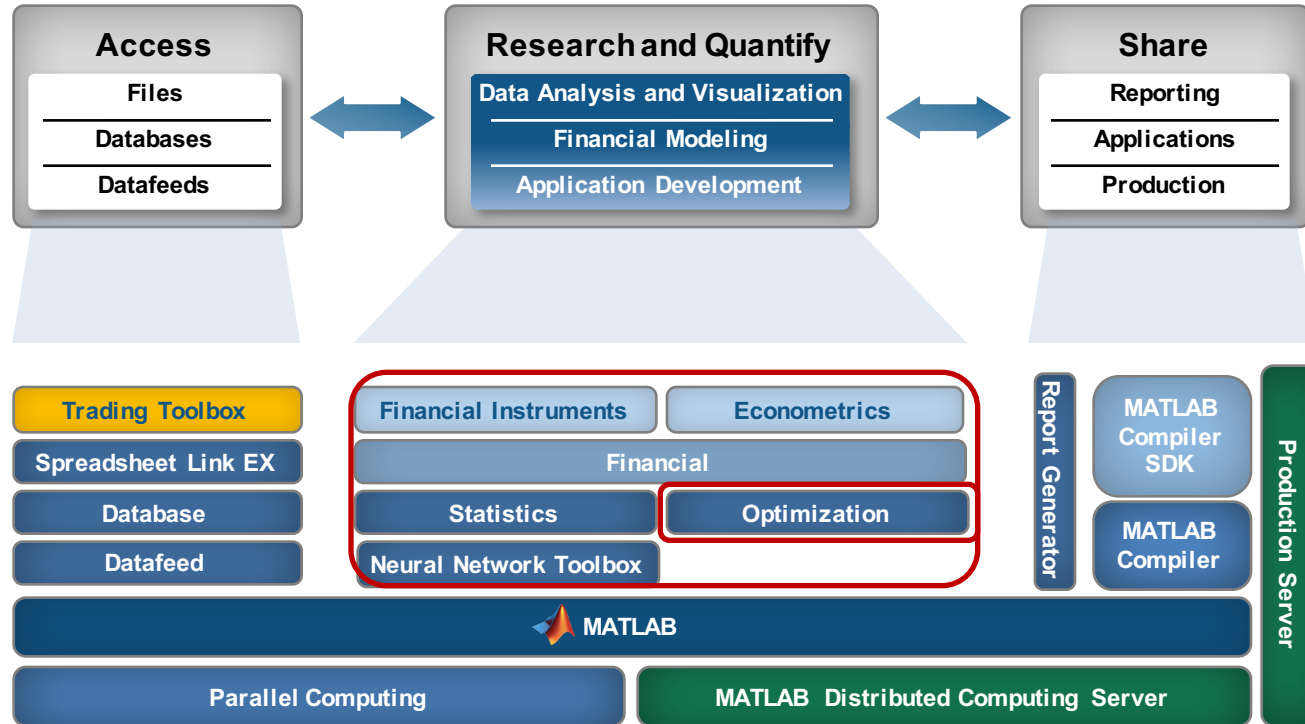 Access
Files
Databases
Datafeeds
Research and Quantify
Data Analysis and Visualization
Financial Modeling
Application Development
Share
Reporting
Applications
Production
Trading Toolbox
Spreadsheet Link EX
Database
Datafeed
Financial Instruments
Econometrics
Financial
Statistics
Optimization
Neural Network Toolbox
Report Generator
MATLAB
Compiler
SDK
MATLAB
Compiler
Production Server
MATLAB
Parallel Computing
MATLAB Distributed Computing Server